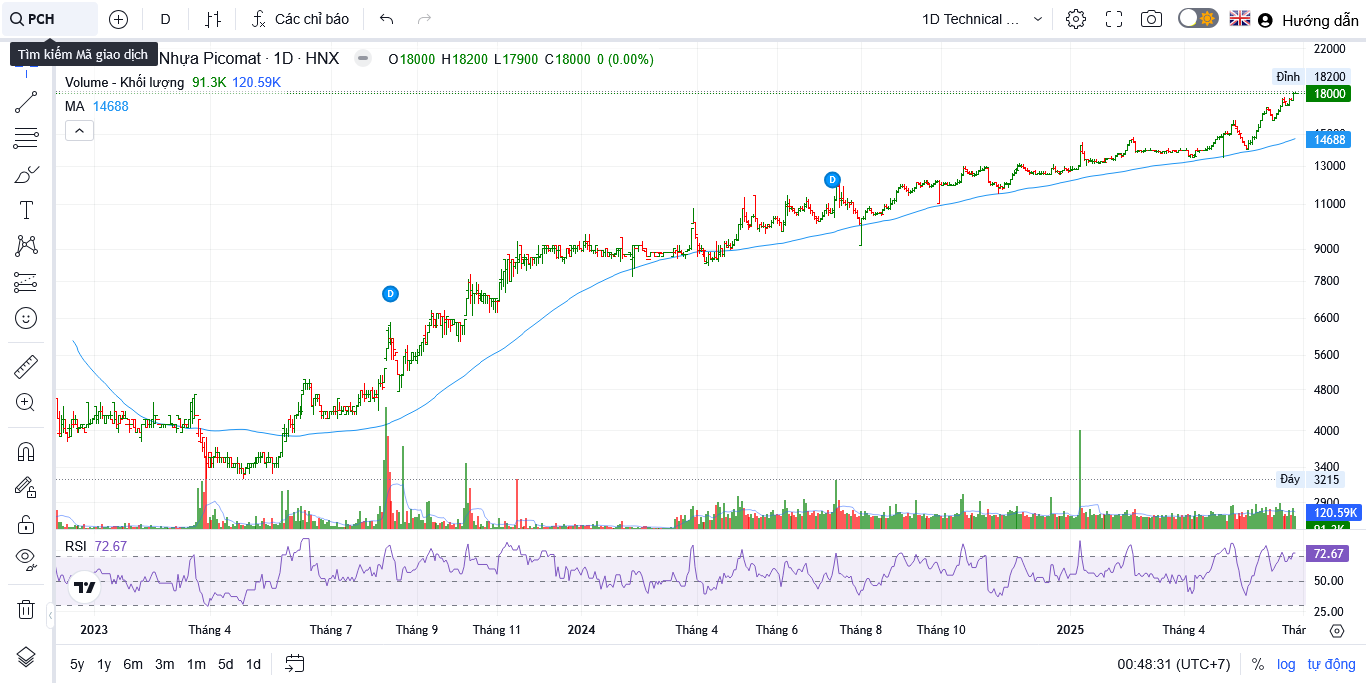 PCH
D
Các chỉ báo
1D Technical ...
Hướng dẫn
Tìm kiếm Mã giao dịch
Nhựa Picomat · 1D · HNX
O18000 H18200 L17900 C18000 0 (0.00%)
Volume - Khối lượng 91.3K 120.59K
MA 14688
22000
Đỉnh 18200
18000
14688
13000
11000
D
9000
7800
D
6600
5600
4800
4000
3400
Đáy 3215
2900
120.59K
91.3K
RSI 72.67
72.67
50.00
25.00
2023 Tháng 4 Tháng 7 Tháng 9 Tháng 11 2024 Tháng 4 Tháng 6 Tháng 8 Tháng 10 2025 Tháng 4 Thár
5y 1y 6m 3m 1m 5d 1d
00:48:31 (UTC+7) % log tự động